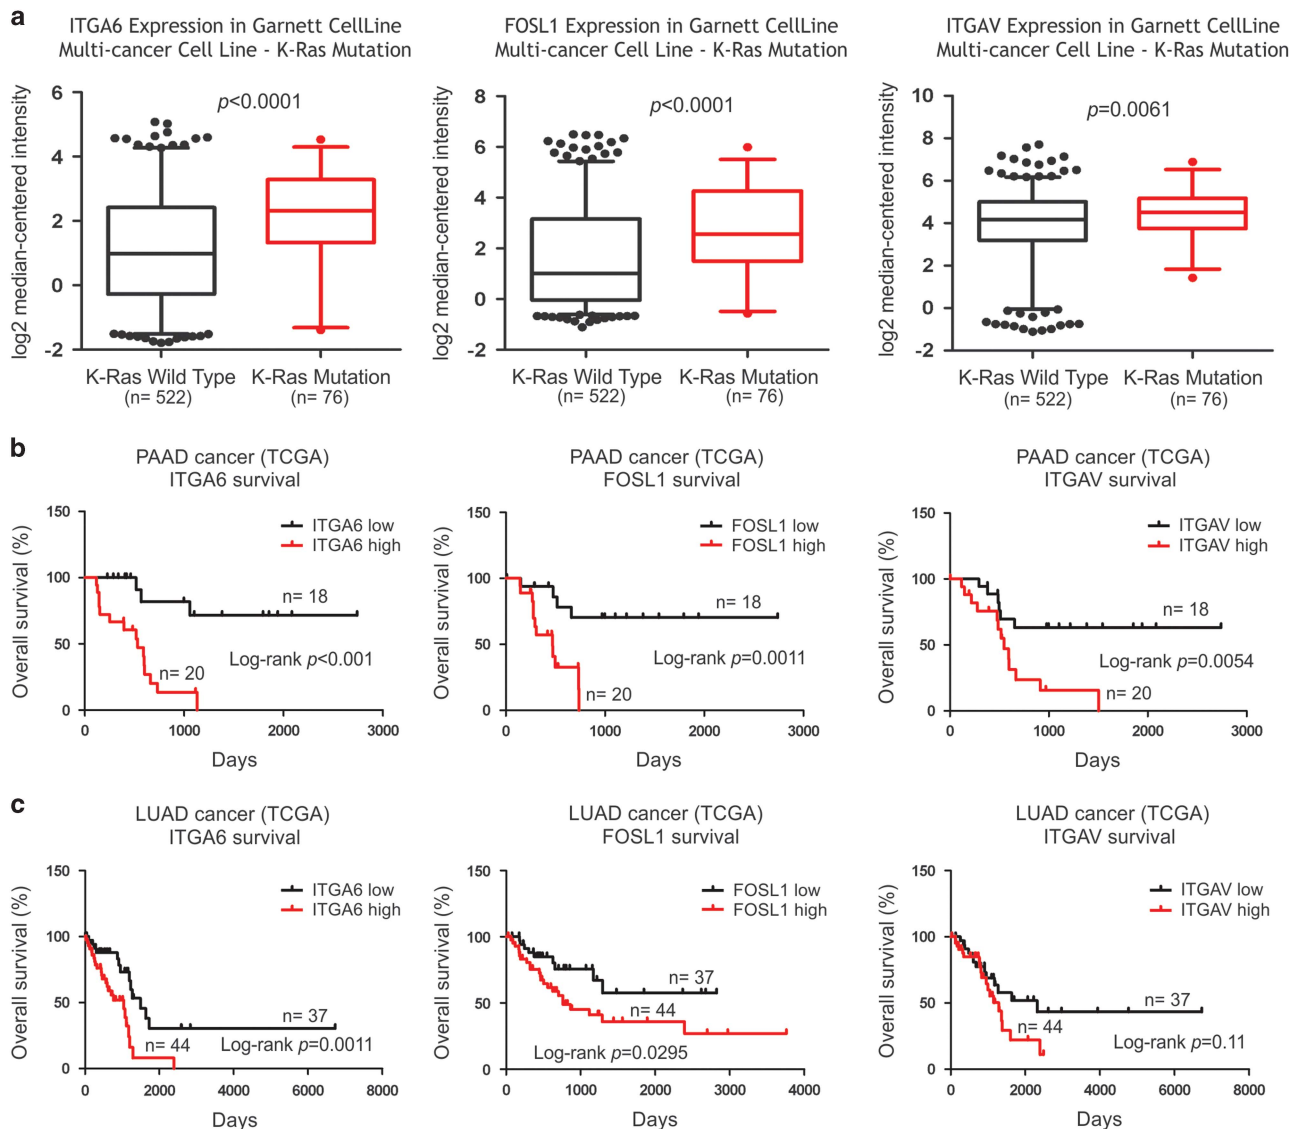 a
ITGA6 Expression in Garnett CellLine
Multi-cancer Cell Line - K-Ras Mutation
log2 median-centered intensity
6
4
2
0
-2
p<0.0001
K-Ras Wild Type
(n= 522)
K-Ras Mutation
(n= 76)
FOSL1 Expression in Garnett CellLine
Multi-cancer Cell Line - K-Ras Mutation
log2 median-centered intensity
8
6
4
2
0
-2
p<0.0001
K-Ras Wild Type
(n= 522)
K-Ras Mutation
(n= 76)
ITGAV Expression in Garnett CellLine
Multi-cancer Cell Line - K-Ras Mutation
log2 median-centered intensity
10
8
6
4
2
0
-2
p=0.0061
K-Ras Wild Type
(n= 522)
K-Ras Mutation
(n= 76)
b
PAAD cancer (TCGA)
ITGA6 survival
Overall survival (%)
150
100
50
0
ITGA6 low
ITGA6 high
n= 18
Log-rank p<0.001
n= 20
0 1000 2000 3000
Days
PAAD cancer (TCGA)
FOSL1 survival
Overall survival (%)
150
100
50
0
FOSL1 low
FOSL1 high
n= 18
Log-rank p=0.0011
n= 20
0 1000 2000 3000
Days
PAAD cancer (TCGA)
ITGAV survival
Overall survival (%)
150
100
50
0
ITGAV low
ITGAV high
n= 18
Log-rank p=0.0054
n= 20
0 1000 2000 3000
Days
c
LUAD cancer (TCGA)
ITGA6 survival
Overall survival (%)
150
100
50
0
ITGA6 low
ITGA6 high
n= 37
n= 44
Log-rank p=0.0011
0 2000 4000 6000 8000
Days
LUAD cancer (TCGA)
FOSL1 survival
Overall survival (%)
150
100
50
0
FOSL1 low
FOSL1 high
n= 37
n= 44
Log-rank p=0.0295
0 1000 2000 3000 4000
Days
LUAD cancer (TCGA)
ITGAV survival
Overall survival (%)
150
100
50
0
ITGAV low
ITGAV high
n= 37
n= 44
Log-rank p=0.11
0 2000 4000 6000 8000
Days